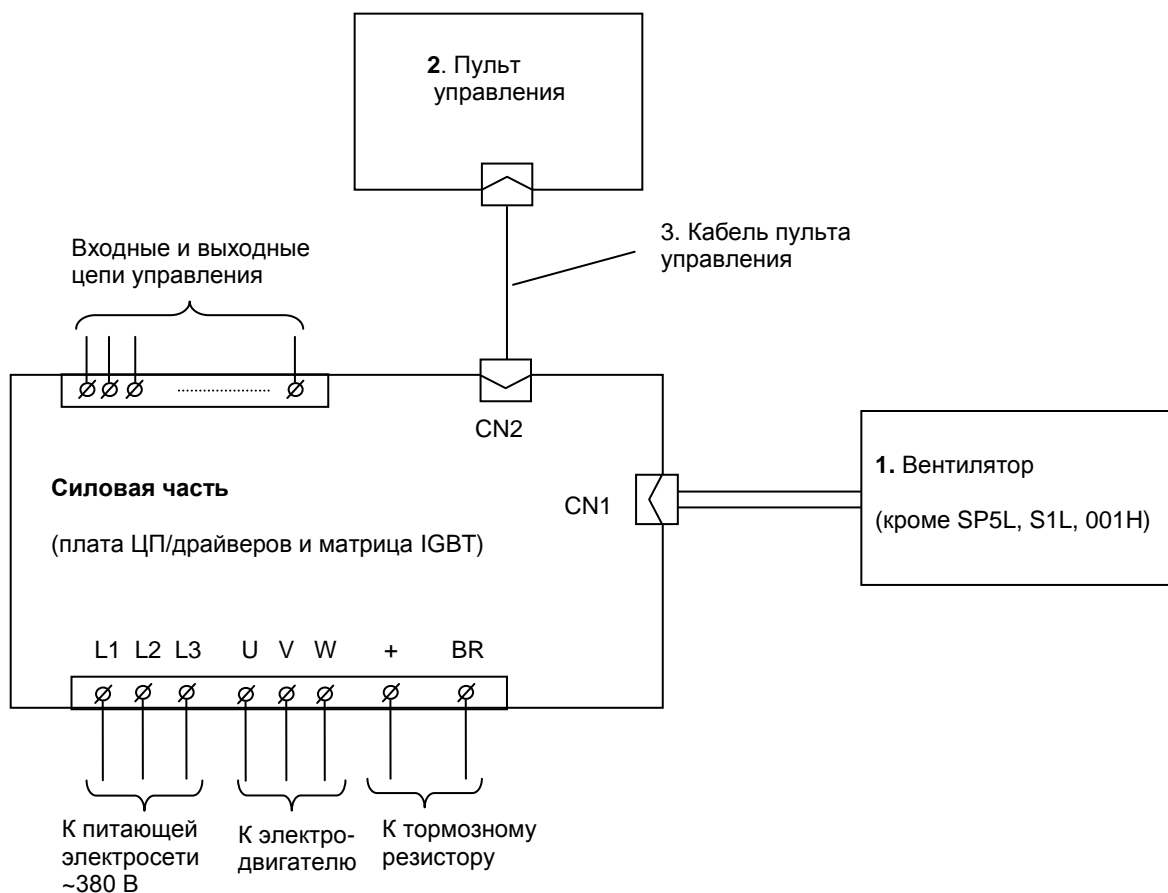 2. Пульт
управления
3. Кабель пульта
управления
Входные и выходные
цепи управления
CN2
Силовая часть
(плата ЦП/драйверов и матрица IGBT)
CN1
1. Вентилятор
(кроме SP5L, S1L, 001H)
L1 L2 L3 U V W + BR
К питающей
электросети
~380 В
К электро-
двигателю
К тормозному
резистору